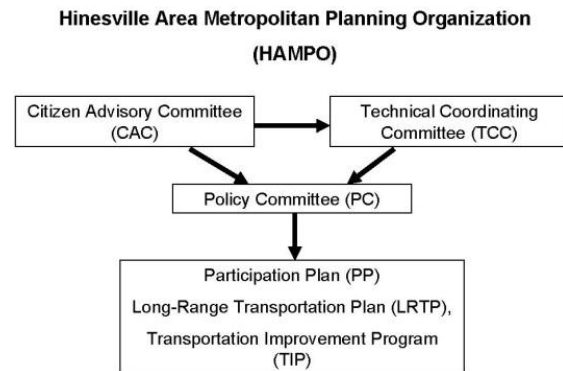 Hinesville Area Metropolitan Planning Organization
(HAMPO)
Citizen Advisory Committee
(CAC)
Technical Coordinating
Committee (TCC)
Policy Committee (PC)
Participation Plan (PP)
Long-Range Transportation Plan (LRTP),
Transportation Improvement Program
(TIP)